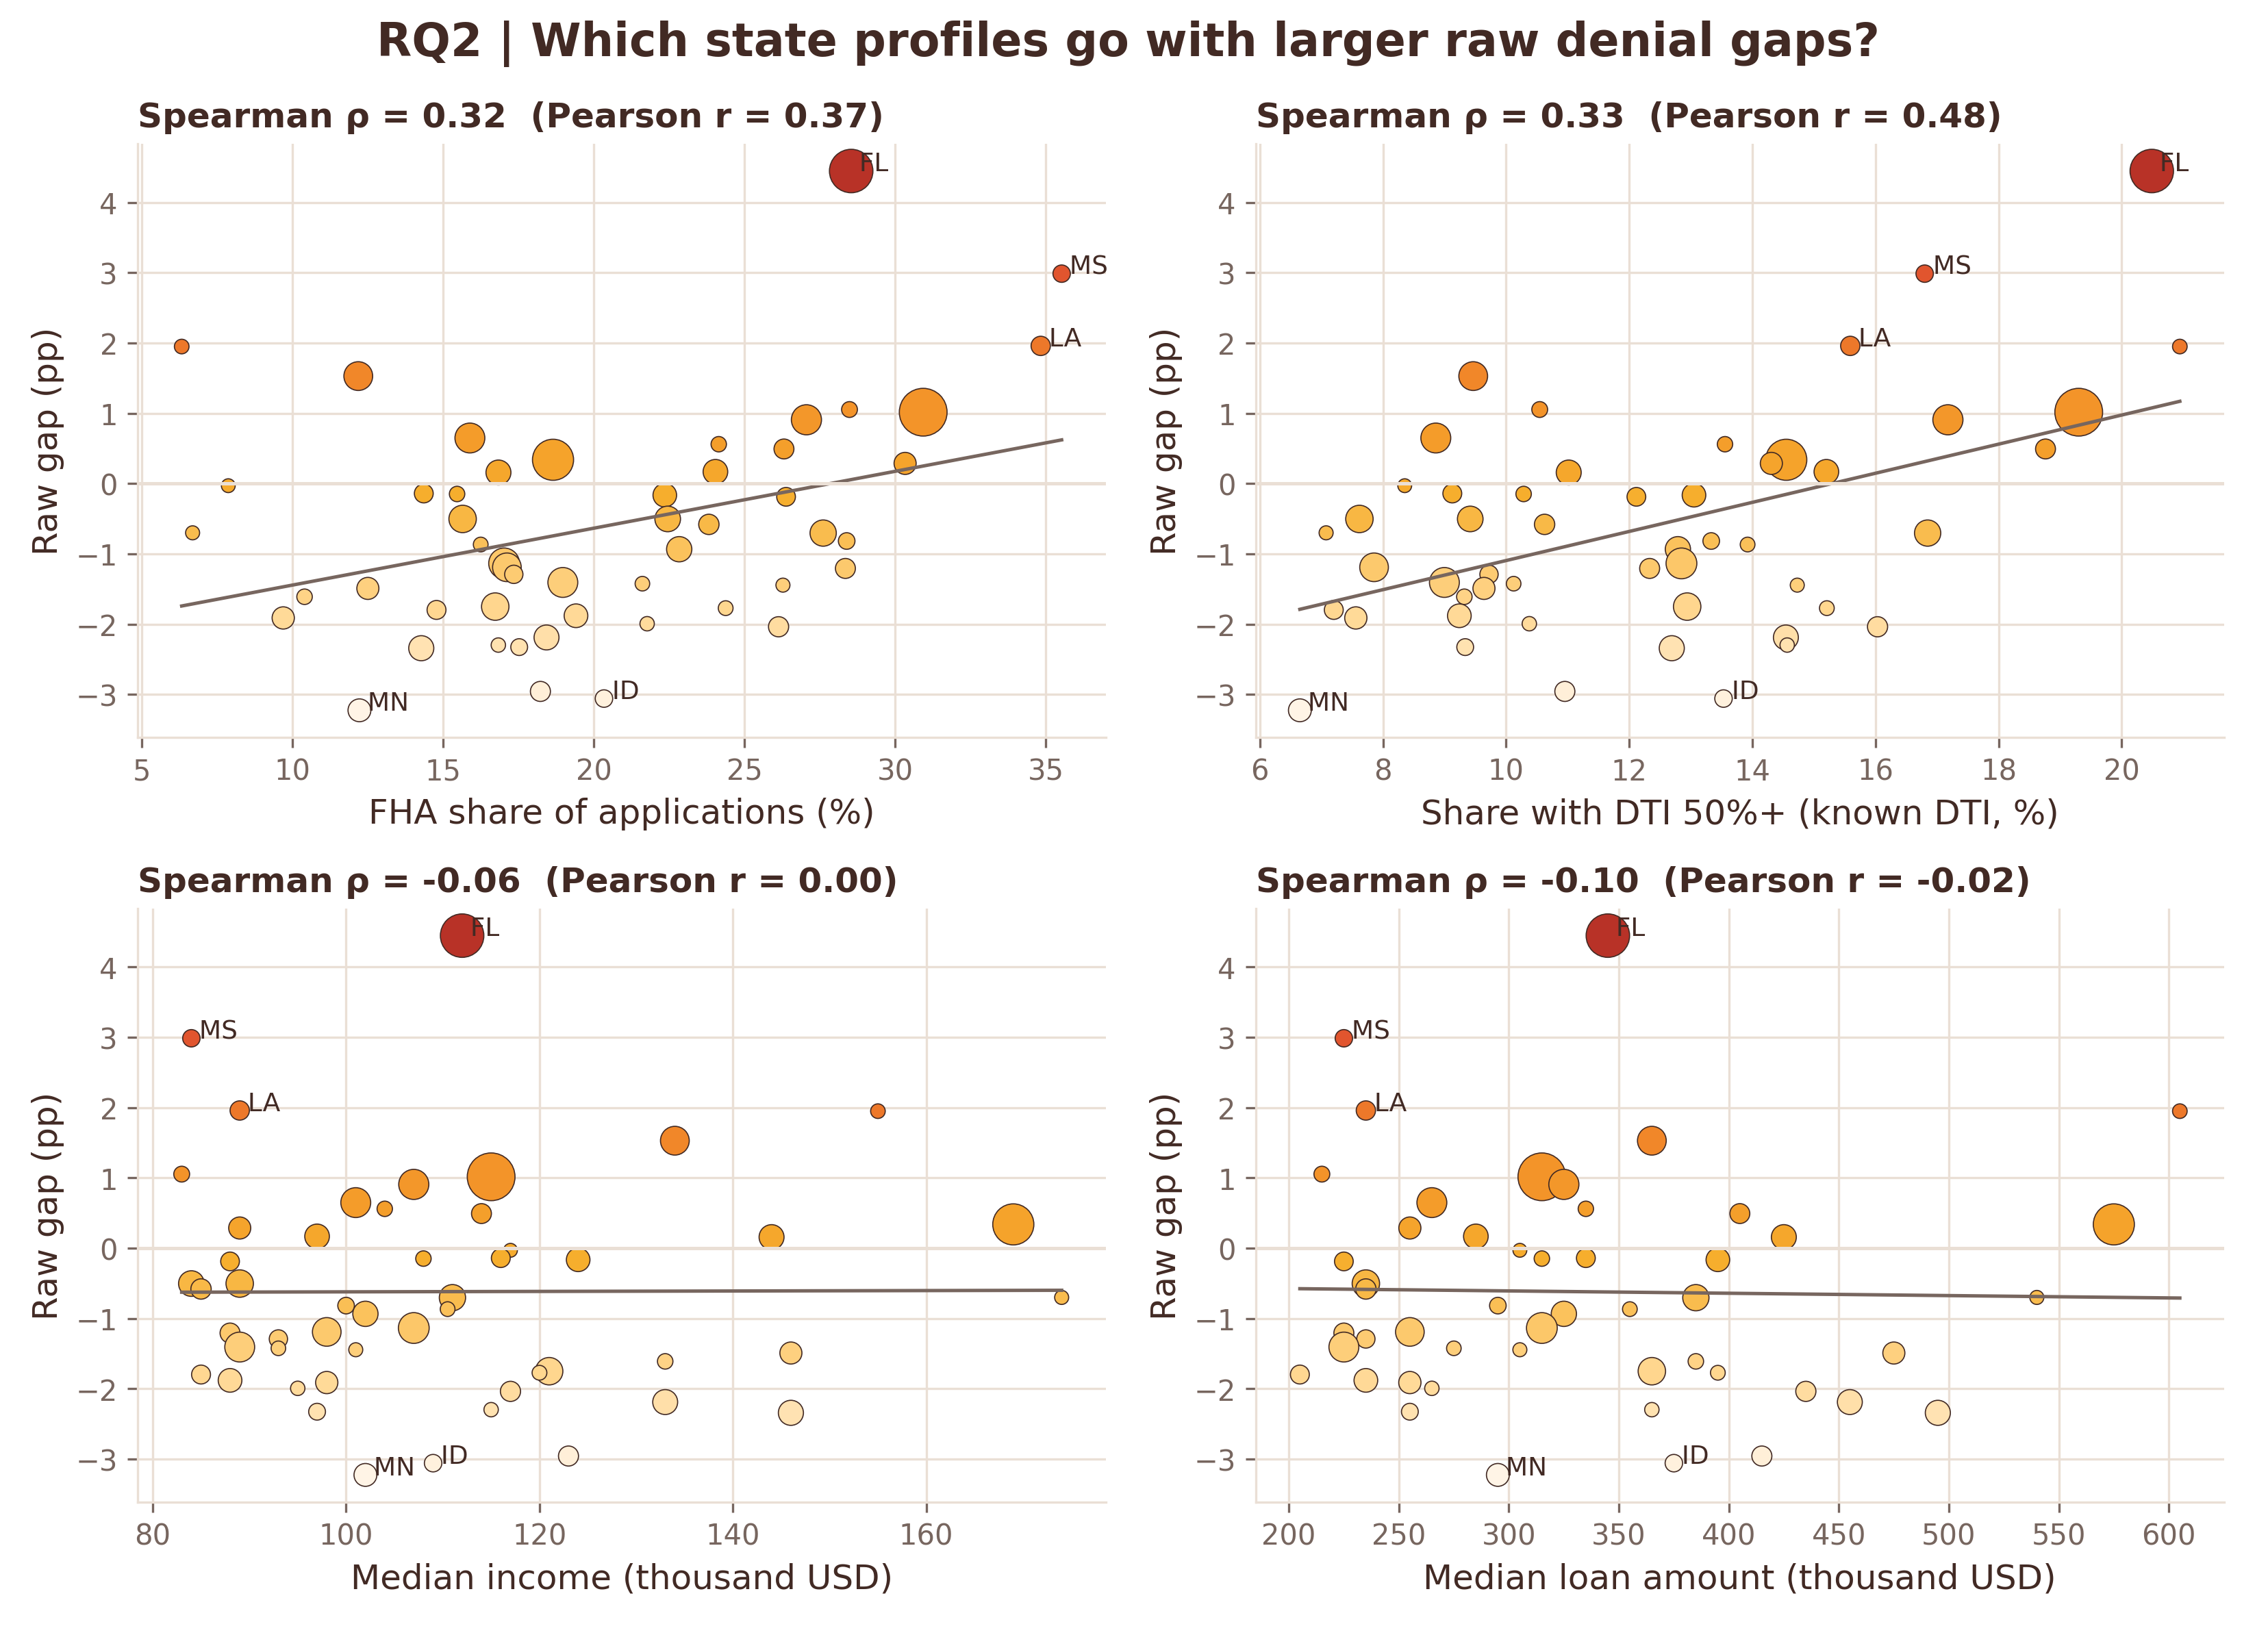 RQ2 | Which state profiles go with larger raw denial gaps?
Spearman ρ = 0.32  (Pearson r = 0.37)
FL
MS
LA
MN
ID
4
3
2
1
0
−1
−2
−3
Raw gap (pp)
5 10 15 20 25 30 35
FHA share of applications (%)
Spearman ρ = 0.33  (Pearson r = 0.48)
FL
MS
LA
MN
ID
4
3
2
1
0
−1
−2
−3
Raw gap (pp)
6 8 10 12 14 16 18 20
Share with DTI 50%+ (known DTI, %)
Spearman ρ = -0.06  (Pearson r = 0.00)
FL
MS
LA
MN
ID
4
3
2
1
0
−1
−2
−3
Raw gap (pp)
80 100 120 140 160
Median income (thousand USD)
Spearman ρ = -0.10  (Pearson r = -0.02)
FL
MS
LA
MN
ID
4
3
2
1
0
−1
−2
−3
Raw gap (pp)
200 250 300 350 400 450 500 550 600
Median loan amount (thousand USD)